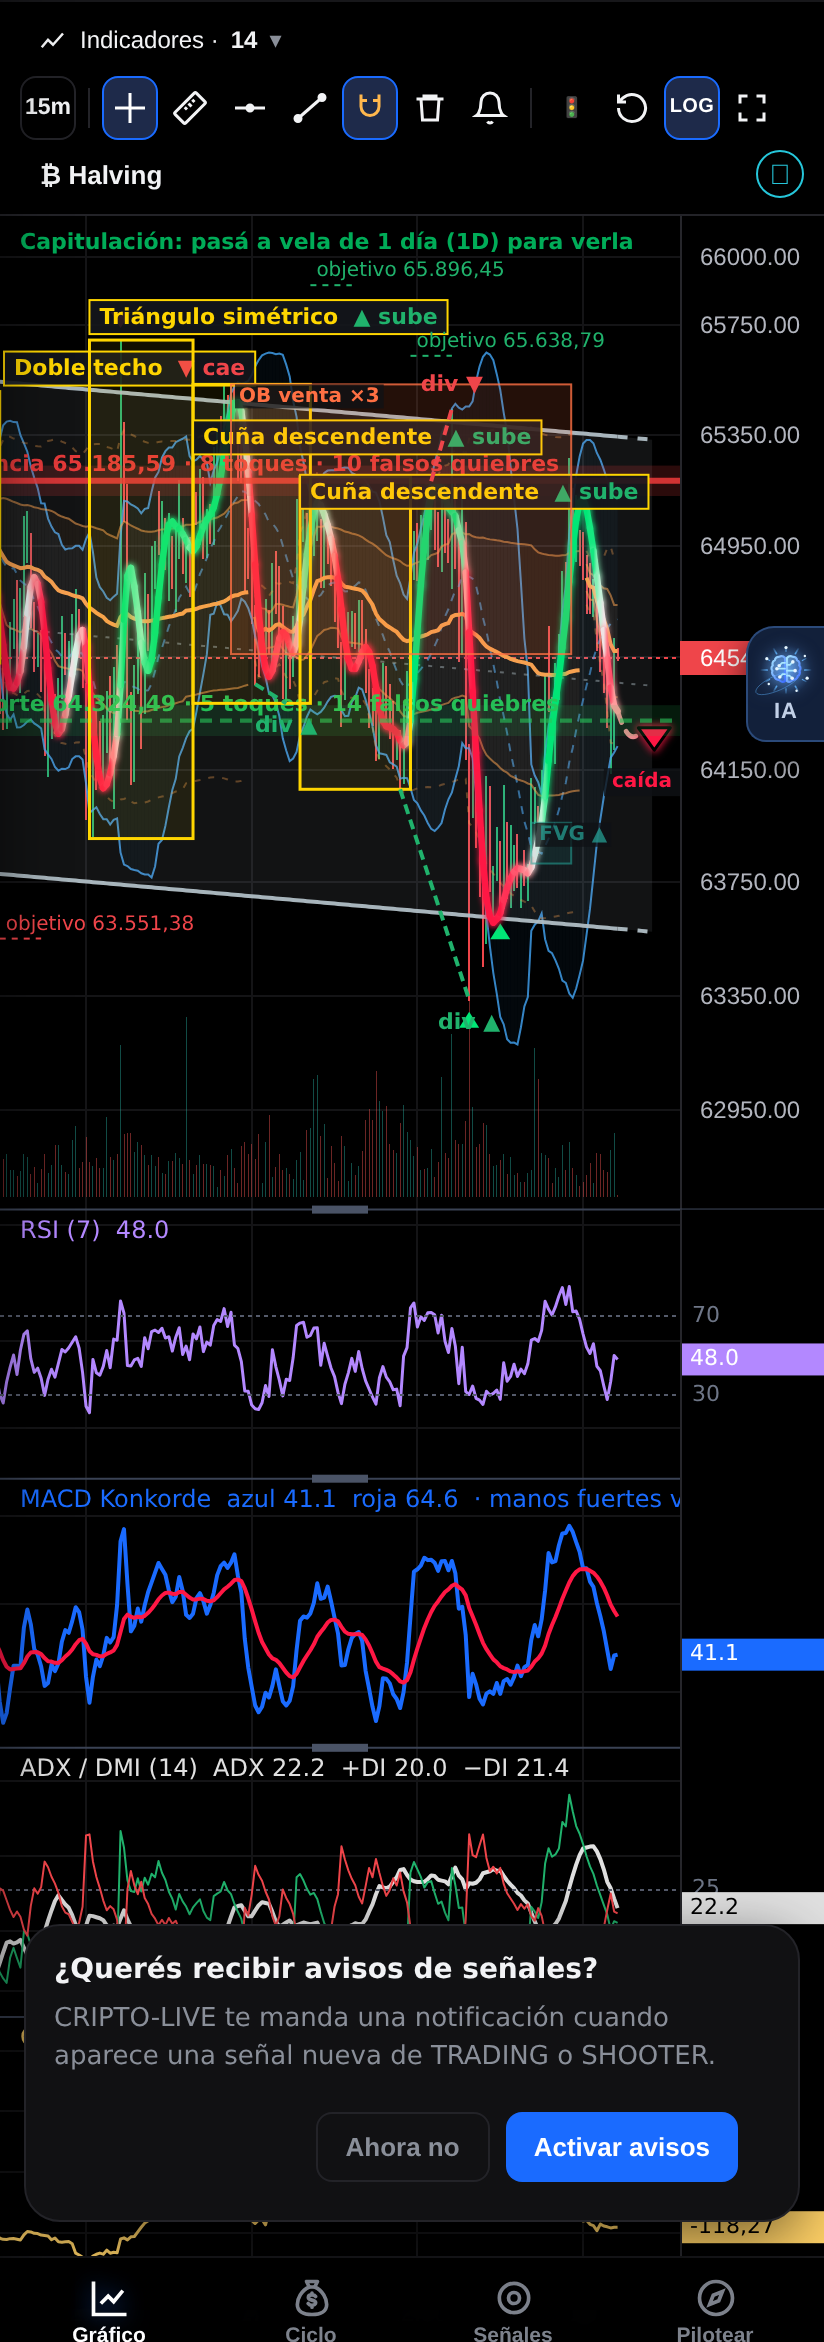 Indicadores · 14 ▾
15m
LOG
₿ Halving
Capitulación: pasá a vela de 1 día (1D) para verla
66000.00
objetivo 65.896,45
Triángulo simétrico ▲ sube
65750.00
objetivo 65.638,79
Doble techo ▼ cae
div ▼
OB venta ×3
Cuña descendente ▲ sube
65350.00
ncia 65.185,59 · 8 toques · 10 falsos quiebres
Cuña descendente ▲ sube
64950.00
6454
IA
orte 64.324,49 · 5 toques · 14 falsos quiebres
div ▲
64150.00
caída
FVG ▲
63750.00
objetivo 63.551,38
63350.00
div ▲
62950.00
RSI (7) 48.0
70
48.0
30
MACD Konkorde azul 41.1 roja 64.6 · manos fuertes v
41.1
ADX / DMI (14) ADX 22.2 +DI 20.0 −DI 21.4
25
22.2
¿Querés recibir avisos de señales?
CRIPTO-LIVE te manda una notificación cuando
aparece una señal nueva de TRADING o SHOOTER.
Ahora no
Activar avisos
-118,27
Gráfico
Ciclo
Señales
Pilotear